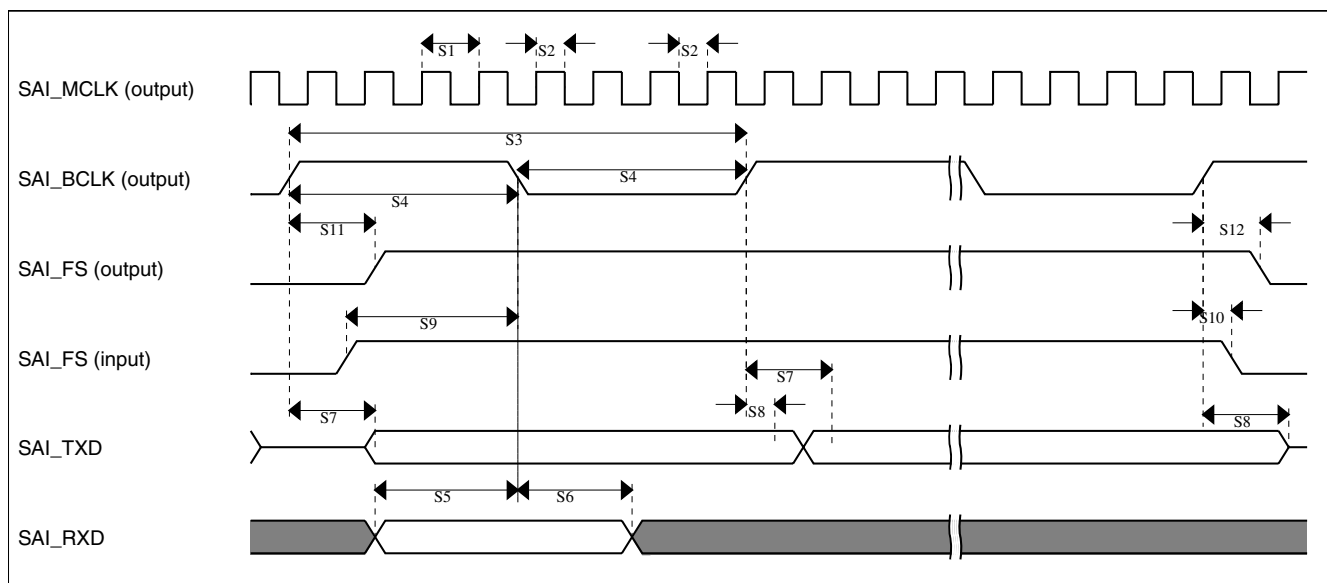 S1 S2 S2
SAI_MCLK (output)
S3
SAI_BCLK (output)
S4
S4
S11 S12
SAI_FS (output)
S9 S10
SAI_FS (input)
S7
S7 S8 S8
SAI_TXD
S5 S6
SAI_RXD